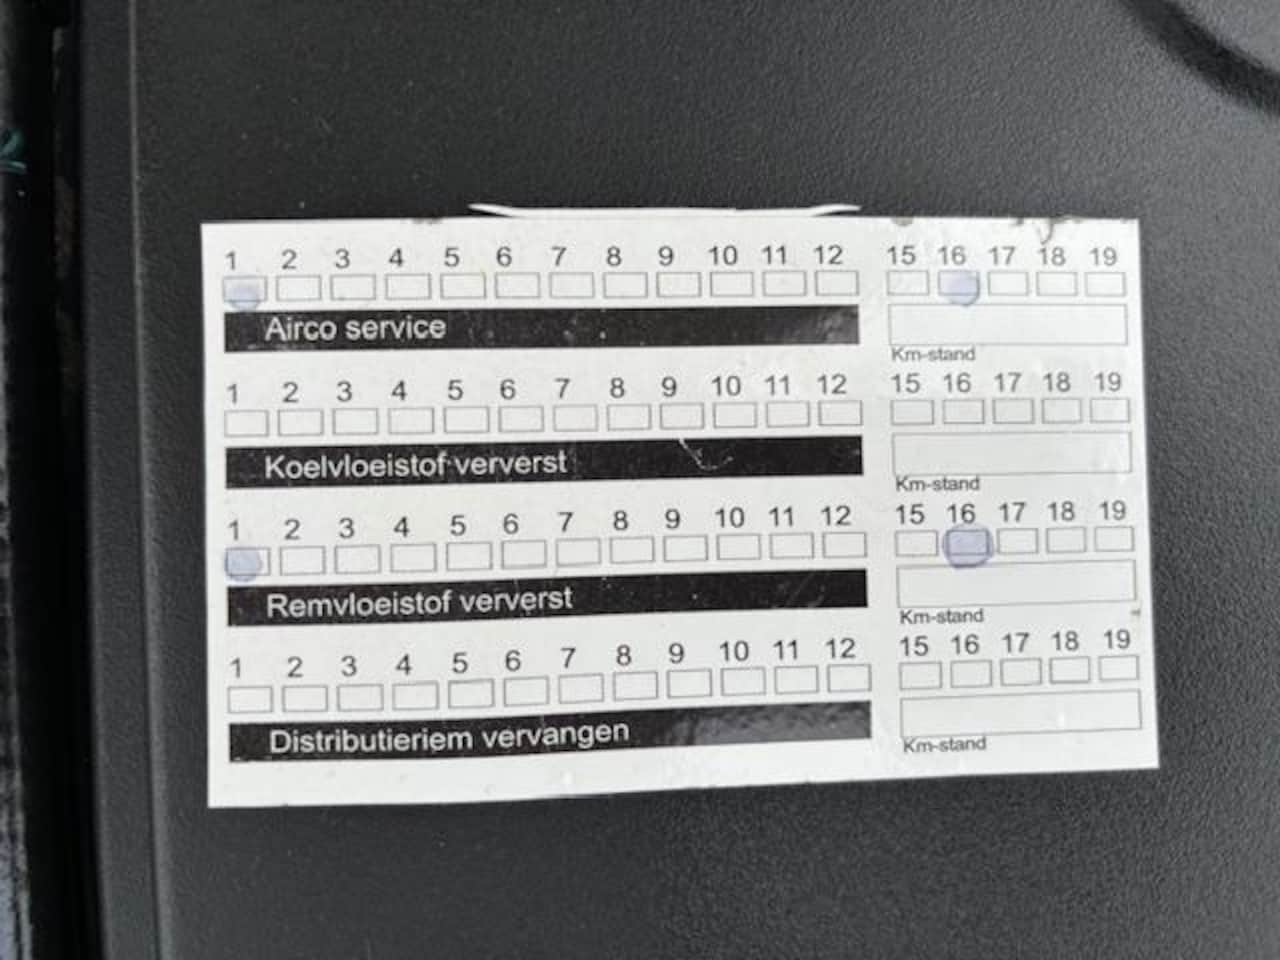 1 2 3 4 5 6 7 8 9 10 11 12 15 16 17 18 19
Airco service
Km-stand
1 2 3 4 5 6 7 8 9 10 11 12 15 16 17 18 19
Koelvloeistof ververst
Km-stand
1 2 3 4 5 6 7 8 9 10 11 12 15 16 17 18 19
Remvloeistof ververst
Km-stand
1 2 3 4 5 6 7 8 9 10 11 12 15 16 17 18 19
Distributieriem vervangen
Km-stand